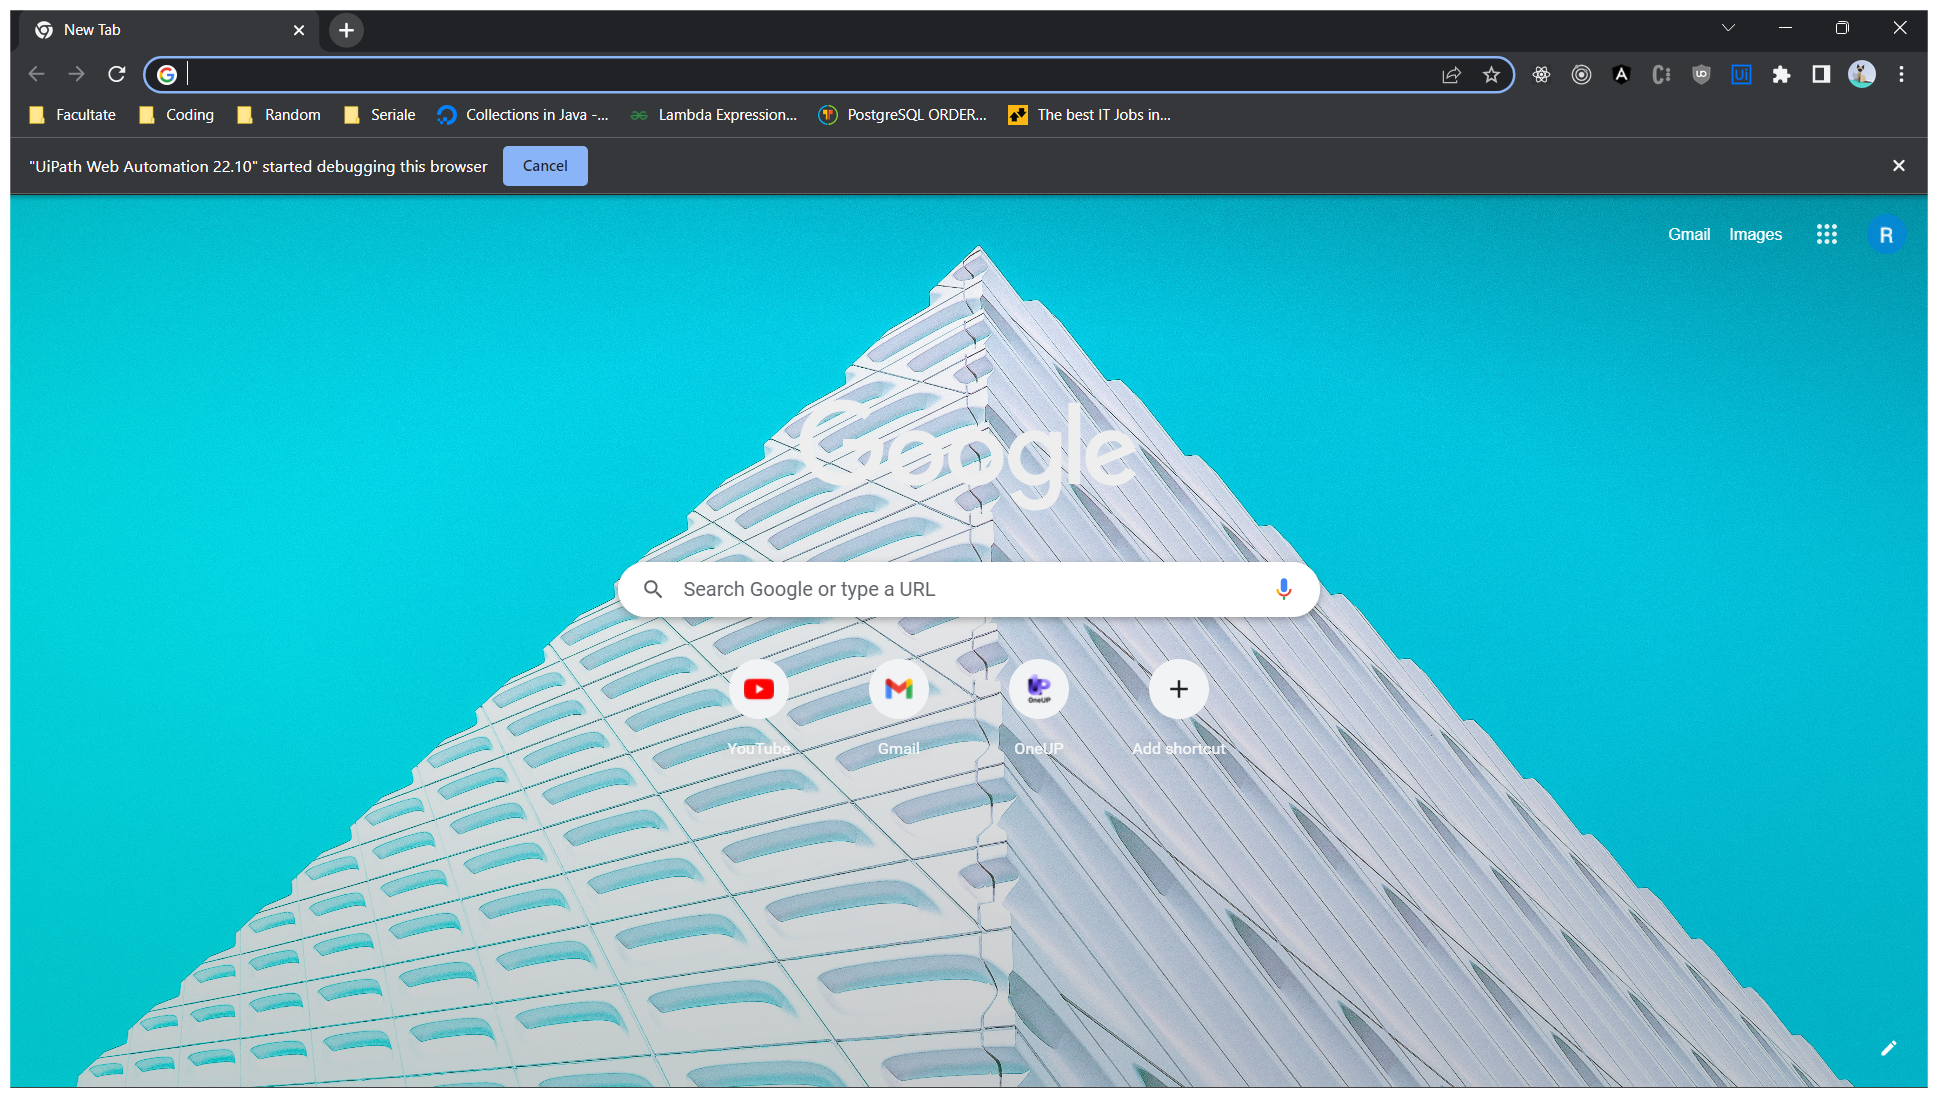 New Tab
Facultate Coding Random Seriale Collections in Java -... Lambda Expression... PostgreSQL ORDER... The best IT Jobs in...
"UiPath Web Automation 22.10" started debugging this browser Cancel
Gmail Images R
Google
Search Google or type a URL
OneUP
YouTube Gmail OneUP Add shortcut